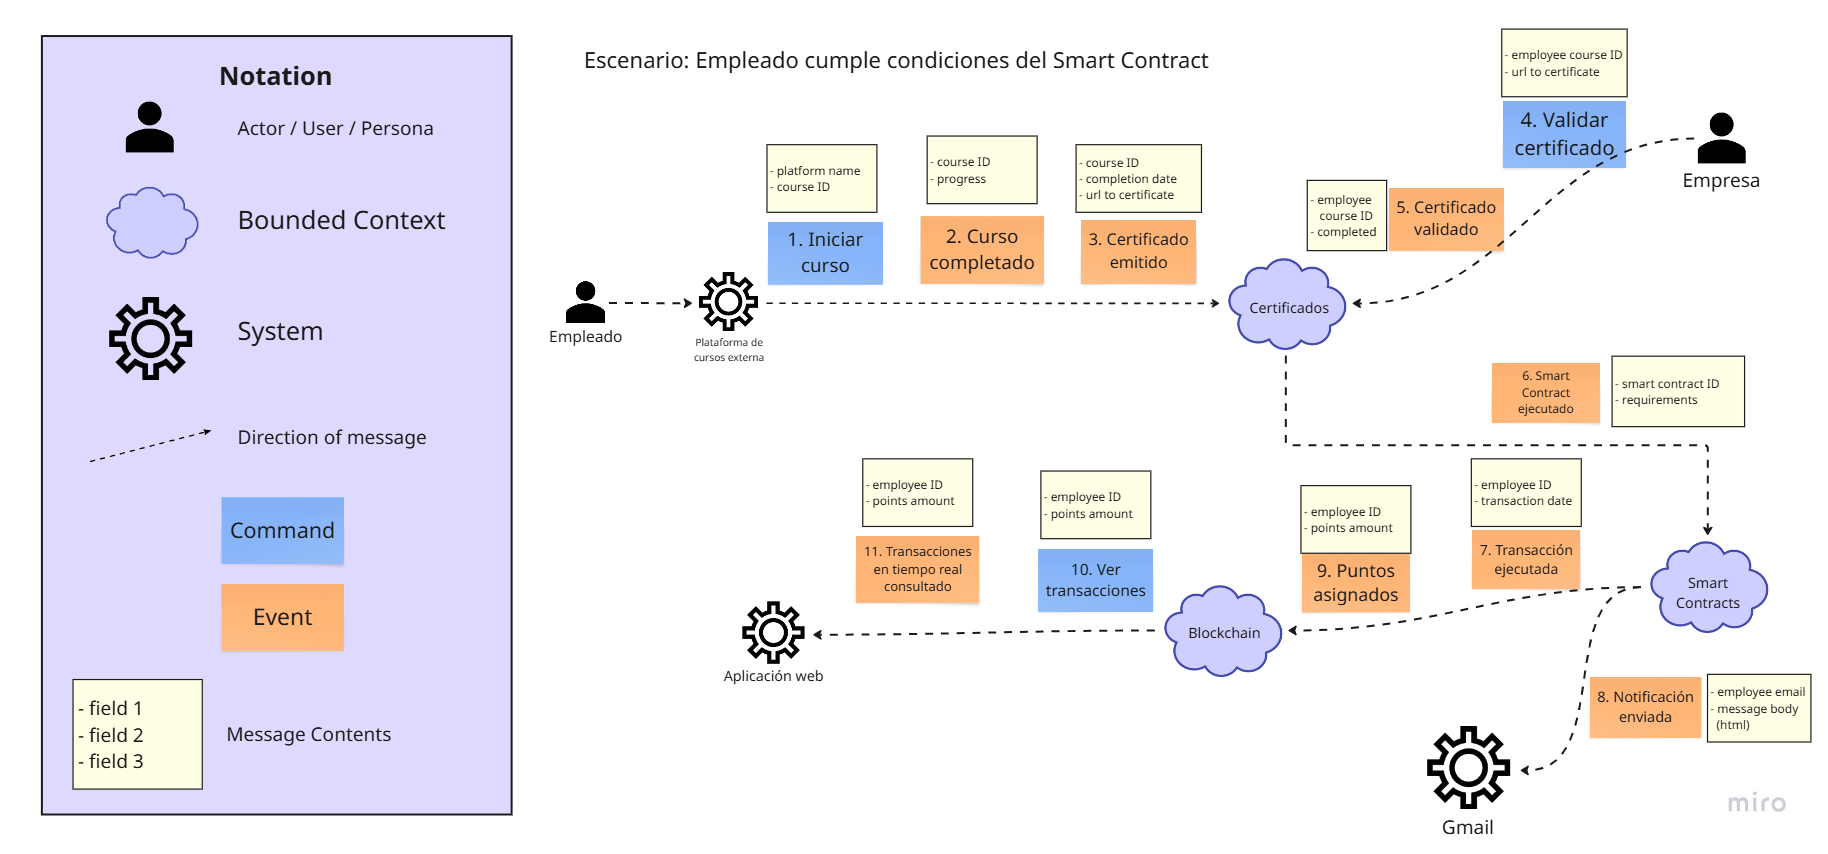 Notation
Actor / User / Persona
Bounded Context
System
Direction of message
Command
Event
- field 1
- field 2
- field 3
Message Contents
Escenario: Empleado cumple condiciones del Smart Contract
Empleado
Plataforma de
cursos externa
- platform name
- course ID
1. Iniciar
curso
- course ID
- progress
2. Curso
completado
- course ID
- completion date
- url to certificate
3. Certificado
emitido
Certificados
- employee course ID
- url to certificate
4. Validar
certificado
Empresa
- employee
course ID
- completed
5. Certificado
validado
6. Smart
Contract
ejecutado
- smart contract ID
- requirements
Smart
Contracts
- employee ID
- transaction date
7. Transacción
ejecutada
8. Notificación
enviada
- employee email
- message body
(html)
Gmail
- employee ID
- points amount
9. Puntos
asignados
Blockchain
- employee ID
- points amount
10. Ver
transacciones
- employee ID
- points amount
11. Transacciones
en tiempo real
consultado
Aplicación web
miro